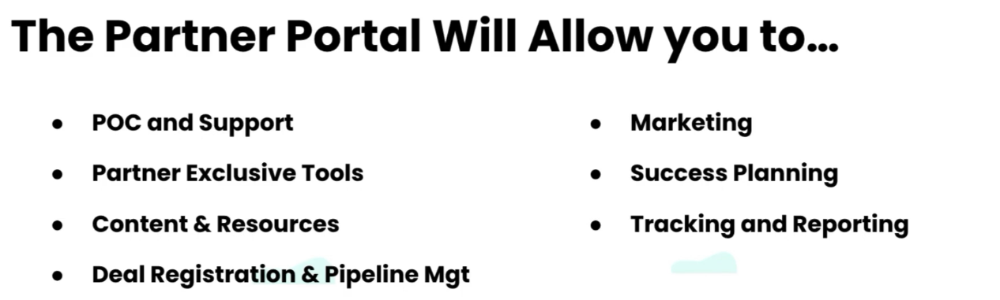 The Partner Portal Will Allow you to...
● POC and Support
● Partner Exclusive Tools
● Content & Resources
● Deal Registration & Pipeline Mgt
● Marketing
● Success Planning
● Tracking and Reporting